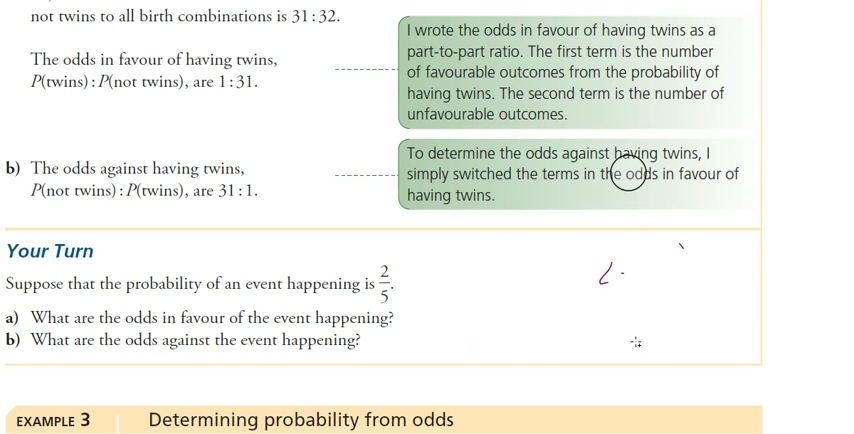 not twins to all birth combinations is 31:32.
The odds in favour of having twins,
P(twins):P(not twins), are 1:31.
I wrote the odds in favour of having twins as a
part-to-part ratio. The first term is the number
of favourable outcomes from the probability of
having twins. The second term is the number of
unfavourable outcomes.
b) The odds against having twins,
P(not twins):P(twins), are 31:1.
To determine the odds against having twins, I
simply switched the terms in the odds in favour of
having twins.
Your Turn
Suppose that the probability of an event happening is 2/5.
a) What are the odds in favour of the event happening?
b) What are the odds against the event happening?
EXAMPLE 3 Determining probability from odds